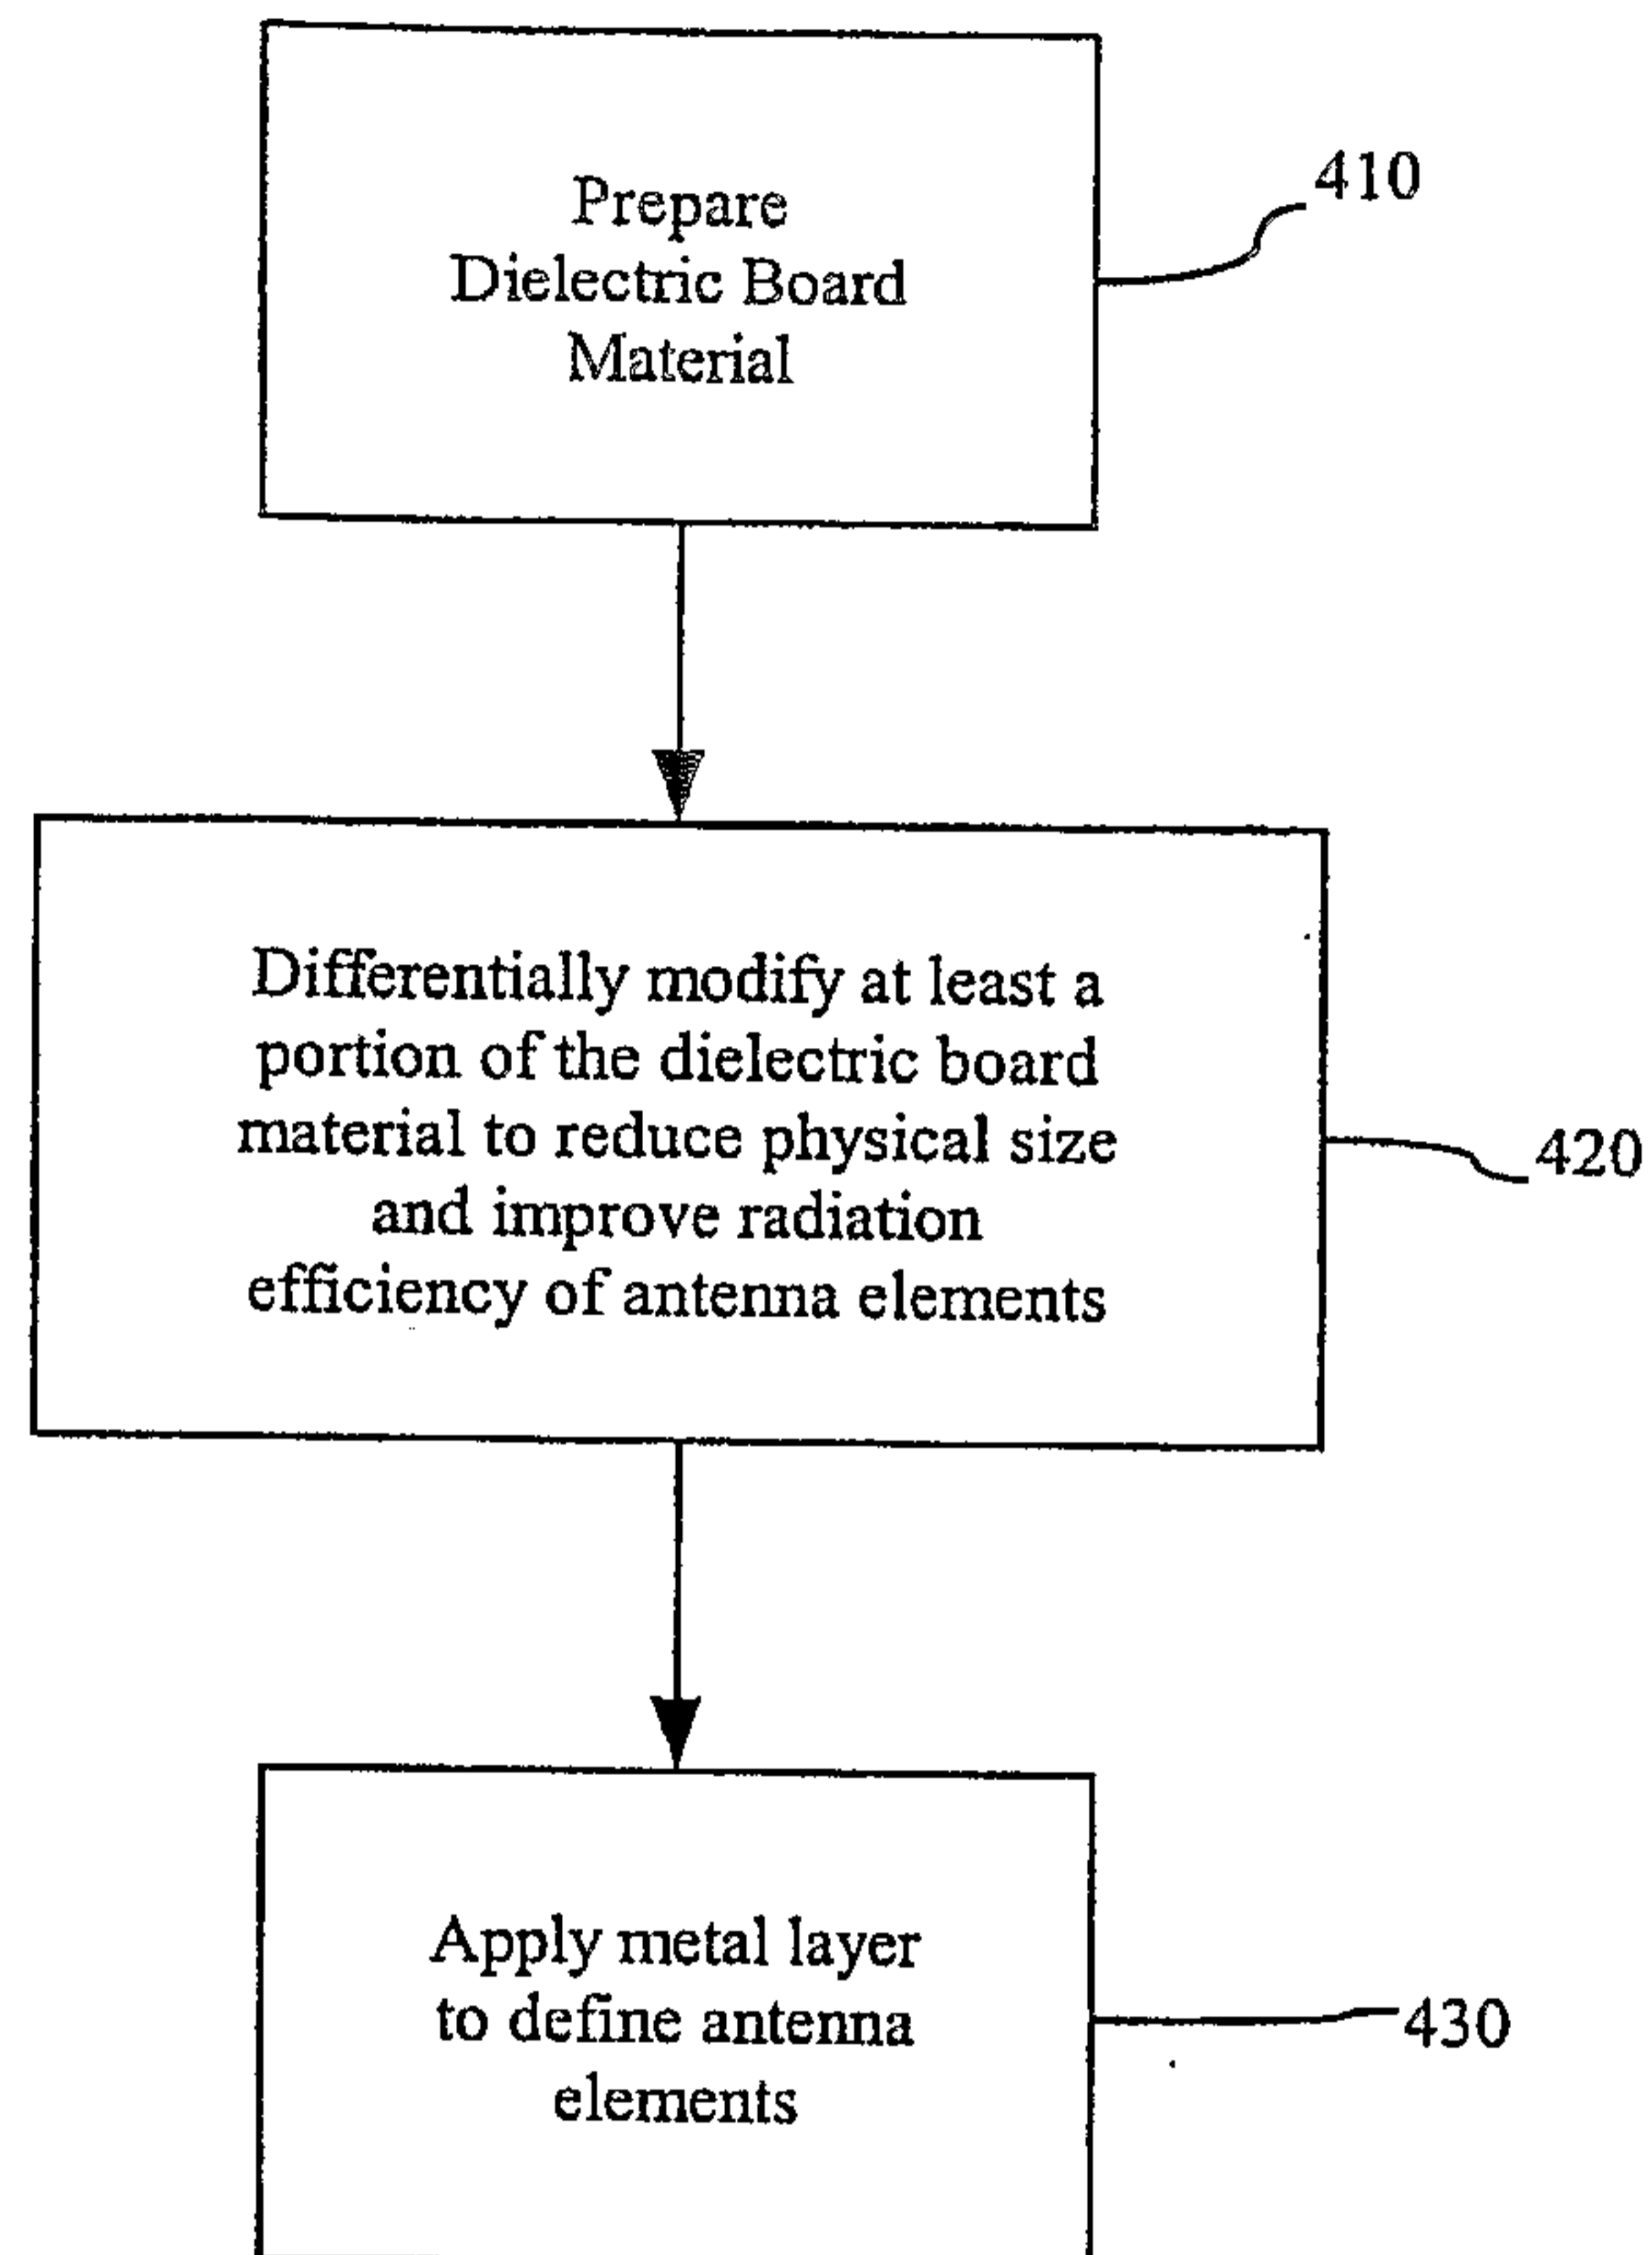 Prepare
Dielectric Board
Material
410
Differentially modify at least a
portion of the dielectric board
material to reduce physical size
and improve radiation
efficiency of antenna elements
420
Apply metal layer
to define antenna
elements
430